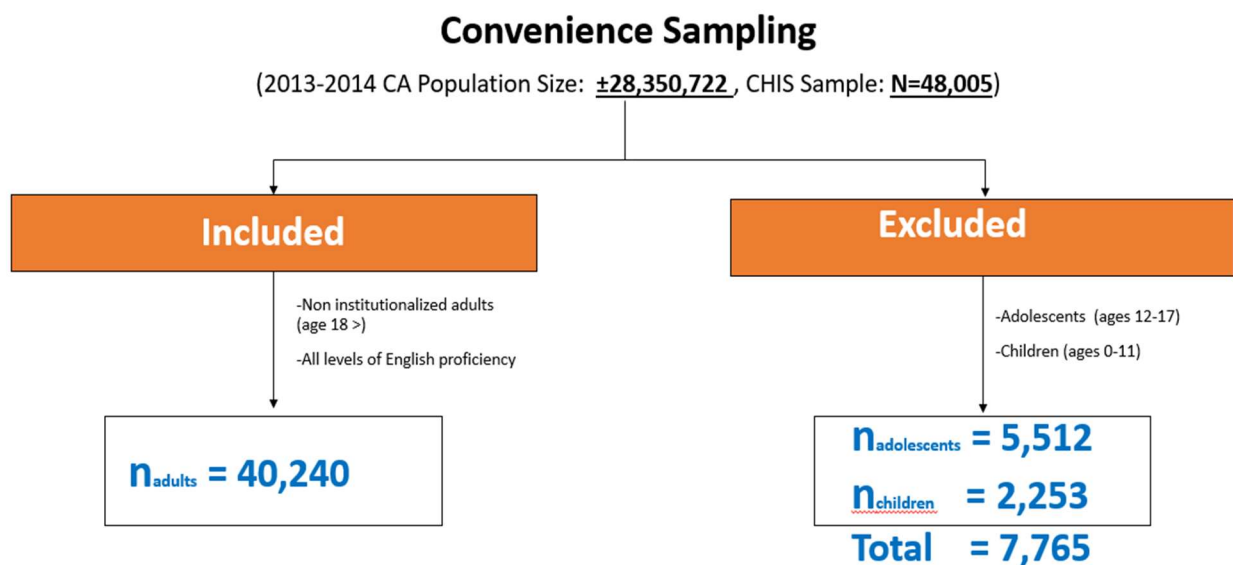 Convenience Sampling
(2013-2014 CA Population Size: ±28,350,722 , CHIS Sample: N=48,005)
Included
-Non institutionalized adults
(age 18 >)
-All levels of English proficiency
nadults = 40,240
Excluded
-Adolescents (ages 12-17)
-Children (ages 0-11)
nadolescents = 5,512
nchildren = 2,253
Total = 7,765